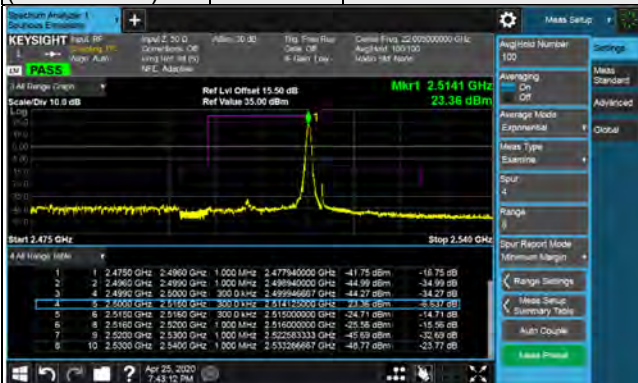 Spectrum Analyzer 1
Spurious Emissions
Meas Setup
KEYSIGHT
Input: RF
Input Z: 50 Ω
Atten: 30 dB
Trig: Free Run
Center Freq: 22.005000000 GHz
Corrections: Off
Gate: Off
Avg|Hold: 100/100
Align: Auto
Freq Ref: Int (S)
IF Gain: Low
Radio Std: None
NFE: Adaptive
LM
PASS
3 All Range Graph
Ref Lvl Offset 15.50 dB
Mkr1 2.5141 GHz
Scale/Div 10.0 dB
Ref Value 35.00 dBm
23.36 dBm
Log
1
Start 2.475 GHz
Stop 2.540 GHz
4 All Range Table
1 1 2.4750 GHz 2.4960 GHz 1.000 MHz 2.477940000 GHz -41.75 dBm -16.75 dB
2.4960 GHz 2.4990 GHz 1.000 MHz -44.99 dBm -34.99 dB
2.4990 GHz 2.5000 GHz 300.0 kHz 2.499946667 GHz -44.27 dBm -34.27 dB
4 5 2.5000 GHz 2.5150 GHz 300.0 kHz 2.514125000 GHz 23.36 dBm -6.637 dB
5 6 2.5150 GHz 2.5160 GHz 300.0 kHz 2.515000000 GHz -24.71 dBm -14.71 dB
6 8 2.5160 GHz 2.5200 GHz 1.000 MHz 2.516000000 GHz -25.56 dBm -15.56 dB
2.5200 GHz 2.5300 GHz 1.000 MHz 2.522583333 GHz -45.69 dBm -32.69 dB
8 10 2.5300 GHz 2.5400 GHz 1.000 MHz 2.533266667 GHz -48.77 dBm -23.77 dB
Avg|Hold Number
100
Averaging
On
Off
Average Mode
Exponential
Meas Type
Examine
Spur
4
Range
Spur Report Mode
Minimum Margin
Range Settings
Meas Setup
Summary Table
Auto Couple
Meas Preset
Settings
Meas
Standard
Advanced
Global
?
Apr 25, 2020
7:43:12 PM